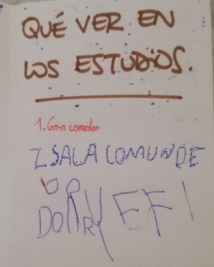 QUÉ VER EN
LOS ESTUDIOS.
1. Gran comedor
2. SALA COMUN DE